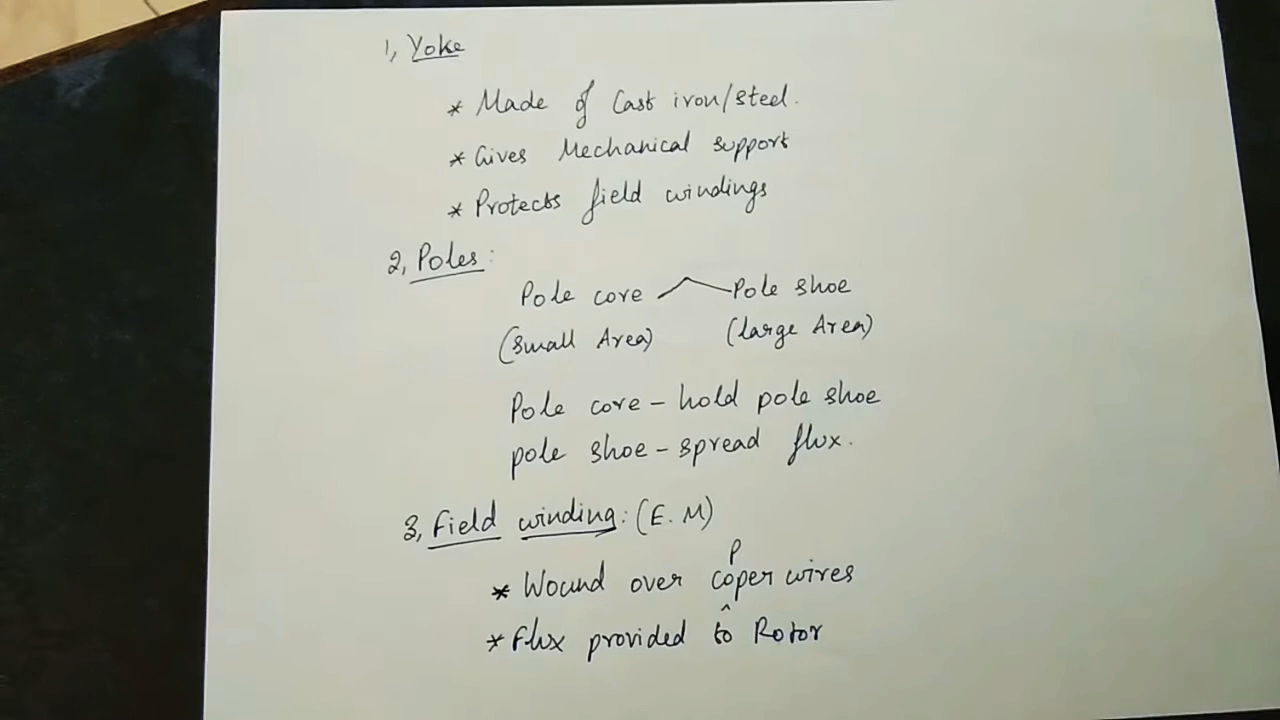 1, Yoke
* Made of Cast iron/steel.
* Gives Mechanical support
* Protects field windings
2, Poles:
Pole core Pole shoe
(small Area) (large Area)
Pole core - hold pole shoe
pole shoe - spread flux.
3, Field winding: (E.M)
P
* Wound over coper wires
^
* Flux provided to Rotor